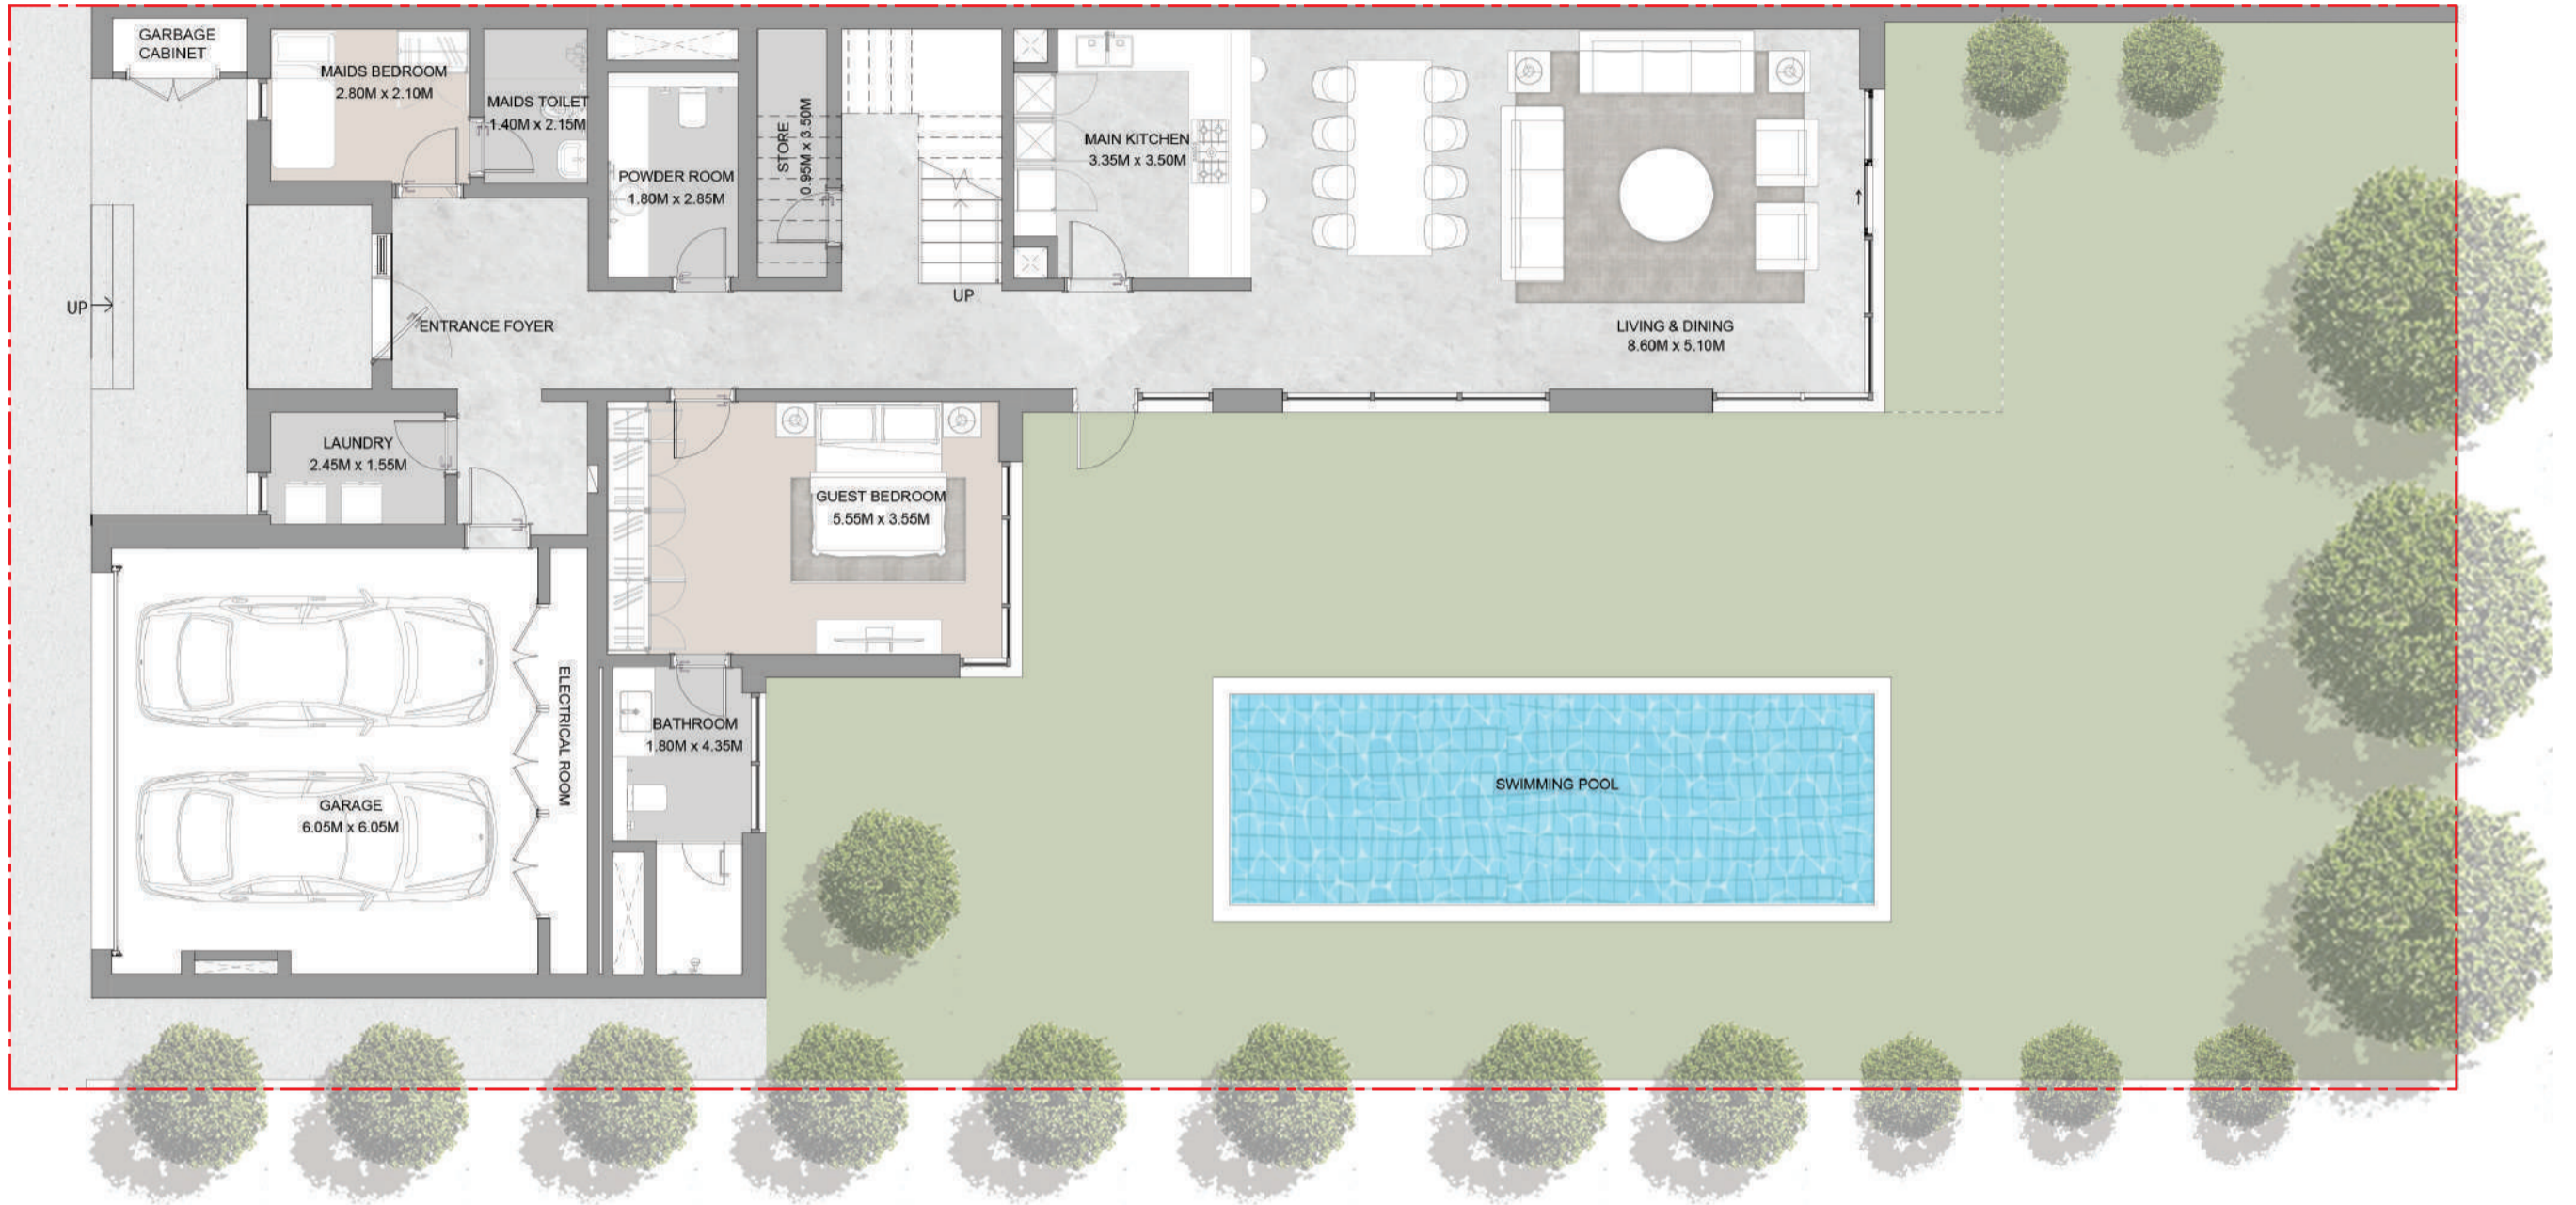 GARBAGE
CABINET
MAIDS BEDROOM
2.80M x 2.10M
MAIDS TOILET
1.40M x 2.15M
POWDER ROOM
1.80M x 2.85M
STORE
0.95M x 3.50M
MAIN KITCHEN
3.35M x 3.50M
UP
UP
ENTRANCE FOYER
LIVING & DINING
8.60M x 5.10M
LAUNDRY
2.45M x 1.55M
GUEST BEDROOM
5.55M x 3.55M
ELECTRICAL ROOM
BATHROOM
1.80M x 4.35M
GARAGE
6.05M x 6.05M
SWIMMING POOL